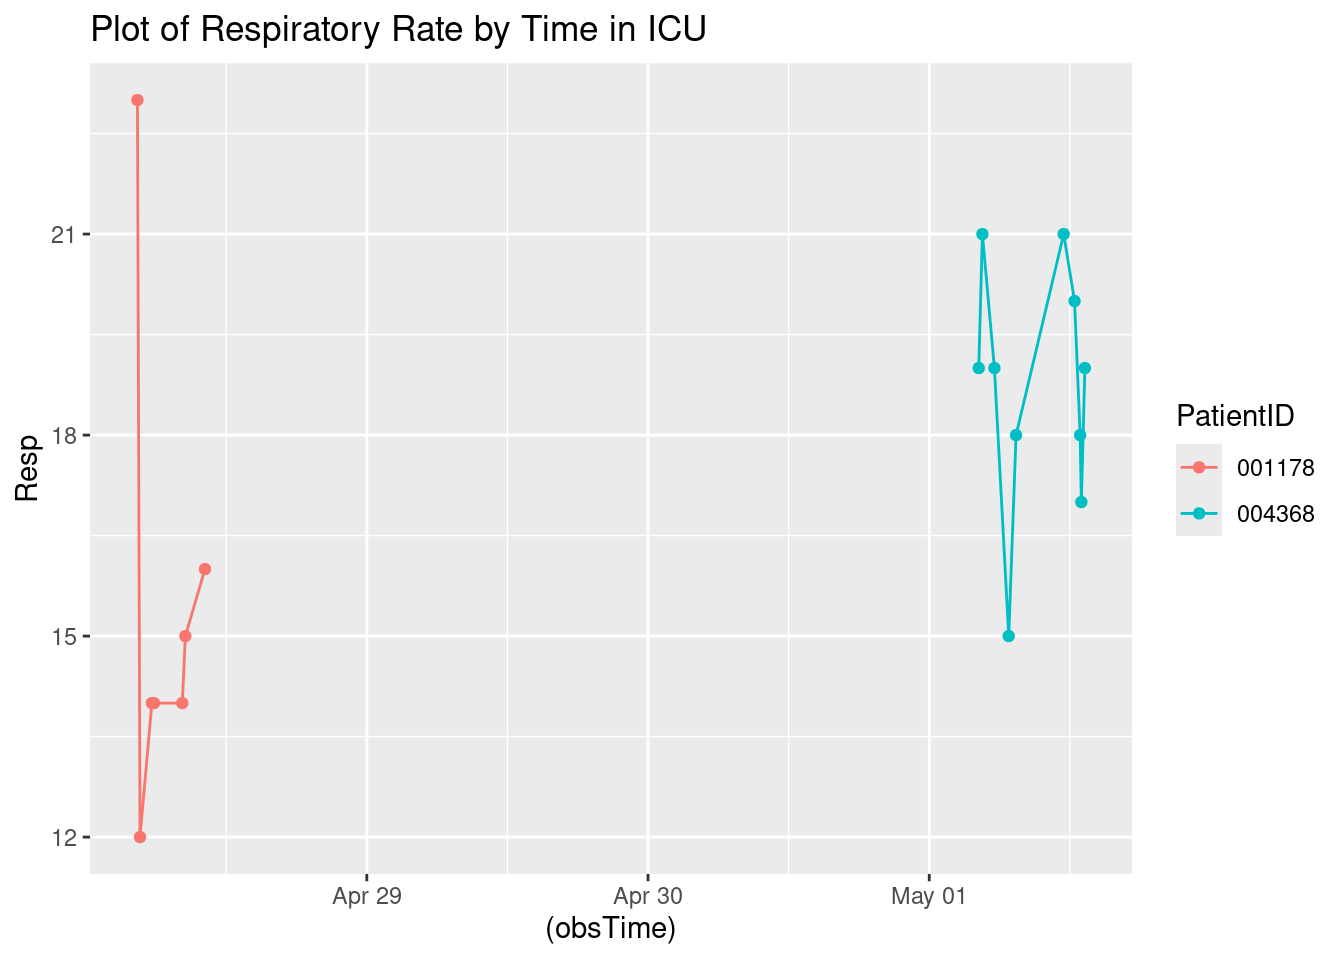 Plot of Respiratory Rate by Time in ICU
21
18
15
12
Resp
Apr 29
Apr 30
May 01
(obsTime)
PatientID
001178
004368